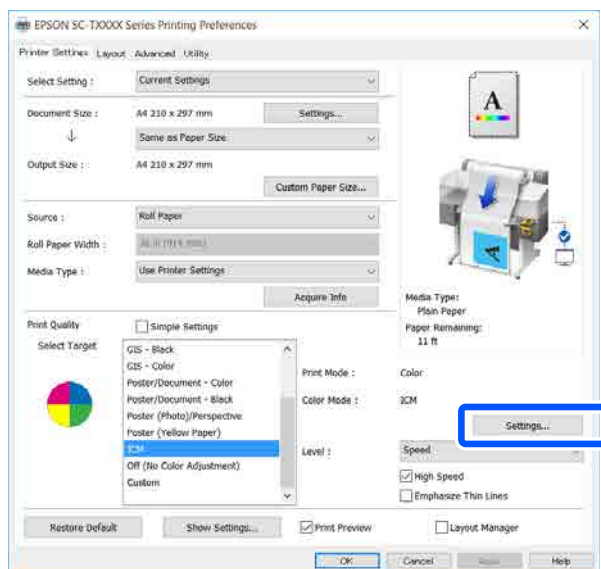 EPSON SC-TXXXX Series Printing Preferences
Printer Settings Layout Advanced Utility
Select Setting : Current Settings
Document Size : A4 210 x 297 mm Settings...
Same as Paper Size
Output Size : A4 210 x 297 mm
Custom Paper Size...
Source : Roll Paper
Roll Paper Width :
Media Type : Use Printer Settings
Acquire Info
A
Media Type:
Plain Paper
Paper Remaining:
11 ft
Print Quality Simple Settings
Select Target
GIS - Black
GIS - Color
Poster/Document - Color
Poster/Document - Black
Poster (Photo)/Perspective
Poster (Yellow Paper)
ICM
Off (No Color Adjustment)
Custom
Print Mode : Color
Color Mode : ICM
Settings...
Level : Speed
High Speed
Emphasize Thin Lines
Restore Default Show Settings... Print Preview Layout Manager
OK Cancel Help